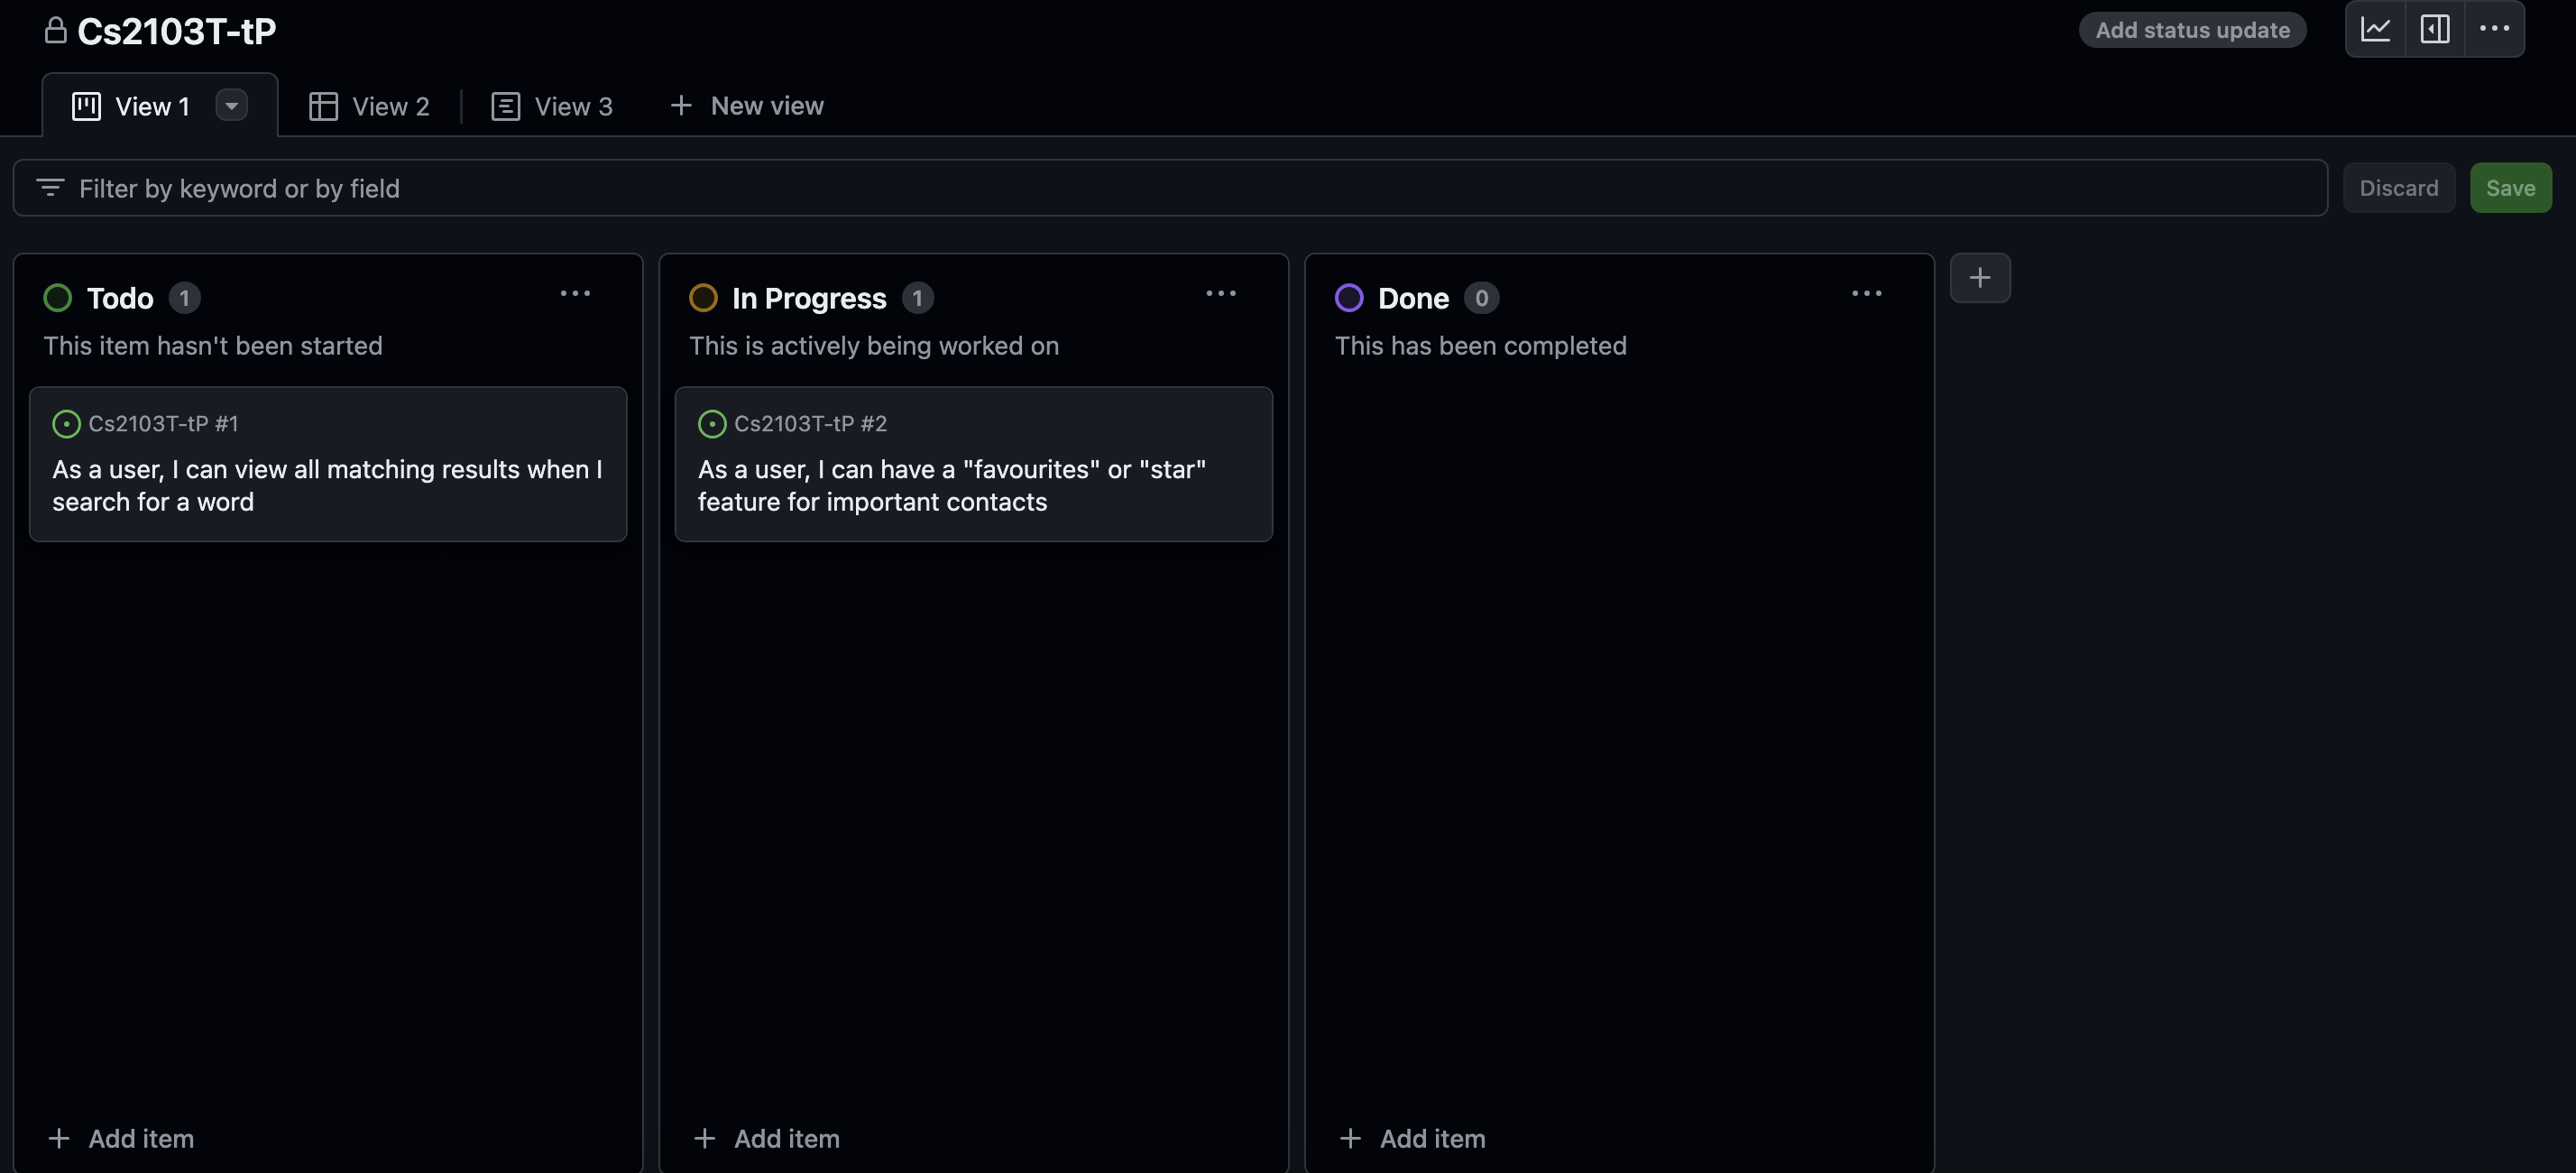 Cs2103T-tP
Add status update
View 1
View 2
View 3
New view
Filter by keyword or by field
Discard
Save
Todo 1
This item hasn't been started
Cs2103T-tP #1
As a user, I can view all matching results when I
search for a word
Add item
In Progress 1
This is actively being worked on
Cs2103T-tP #2
As a user, I can have a "favourites" or "star"
feature for important contacts
Add item
Done 0
This has been completed
Add item